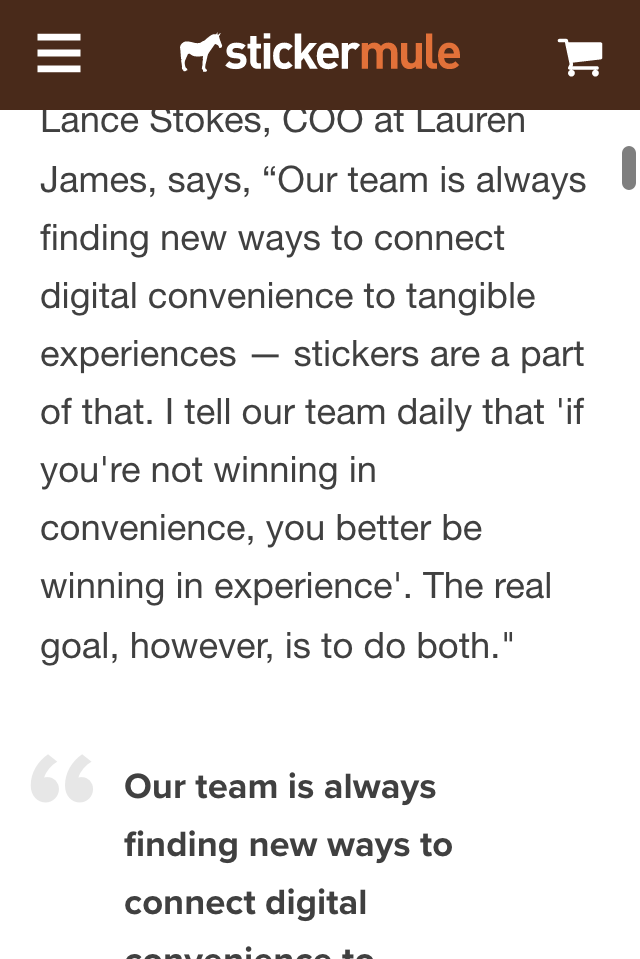 stickermule
Lance Stokes, COO at Lauren
James, says, “Our team is always
finding new ways to connect
digital convenience to tangible
experiences — stickers are a part
of that. I tell our team daily that 'if
you're not winning in
convenience, you better be
winning in experience'. The real
goal, however, is to do both."
“
Our team is always
finding new ways to
connect digital
convenience to